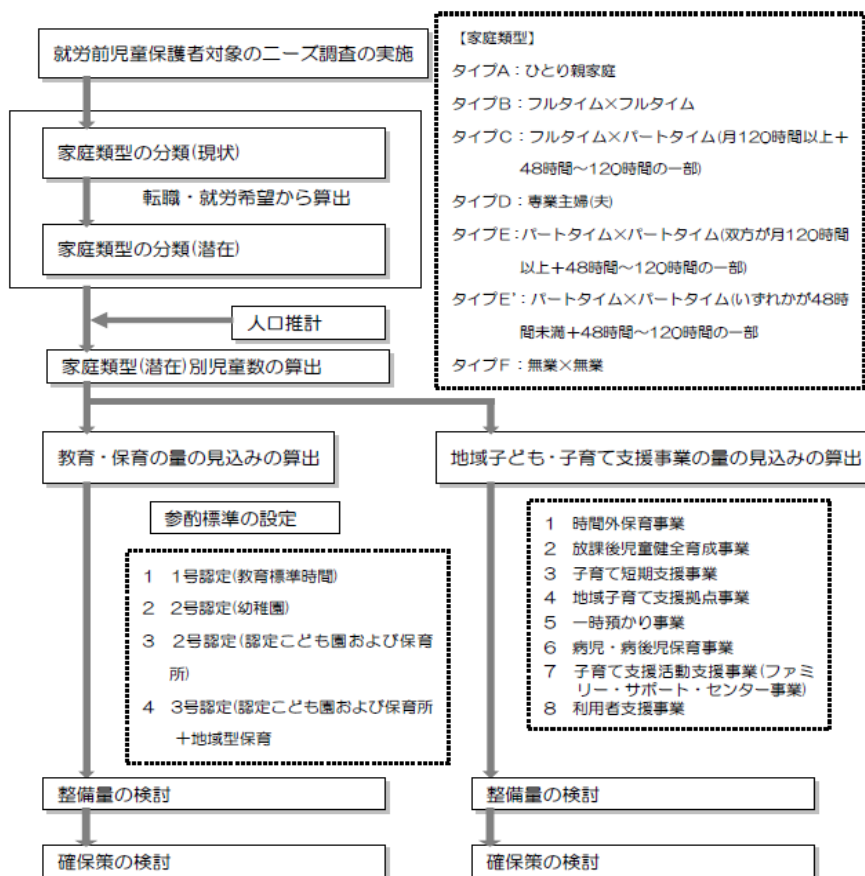 就労前児童保護者対象のニーズ調査の実施
家庭類型の分類(現状)
転職・就労希望から算出
家庭類型の分類(潜在)
人口推計
家庭類型(潜在)別児童数の算出
【家庭類型】
タイプA：ひとり親家庭
タイプB：フルタイム×フルタイム
タイプC：フルタイム×パートタイム(月120時間以上＋
48時間～120時間の一部)
タイプD：専業主婦(夫)
タイプE：パートタイム×パートタイム(双方が月120時間
以上＋48時間～120時間の一部)
タイプE'：パートタイム×パートタイム(いずれかが48時
間未満＋48時間～120時間の一部
タイプF：無業×無業
教育・保育の量の見込みの算出
参酌標準の設定
1 1号認定(教育標準時間)
2 2号認定(幼稚園)
3 2号認定(認定こども園および保育
所)
4 3号認定(認定こども園および保育所
＋地域型保育
整備量の検討
確保策の検討
地域子ども・子育て支援事業の量の見込みの算出
1 時間外保育事業
2 放課後児童健全育成事業
3 子育て短期支援事業
4 地域子育て支援拠点事業
5 一時預かり事業
6 病児・病後児保育事業
7 子育て支援活動支援事業(ファミ
リー・サポート・センター事業)
8 利用者支援事業
整備量の検討
確保策の検討